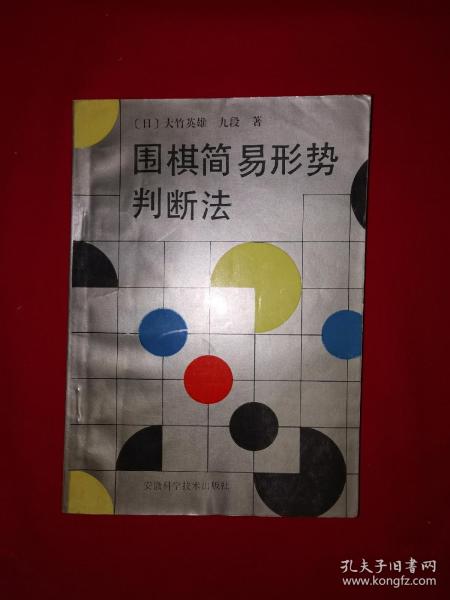 〔日〕大竹英雄 九段 著
围棋简易形势
判断法
安徽科学技术出版社
孔夫子旧书网
www.kongfz.com